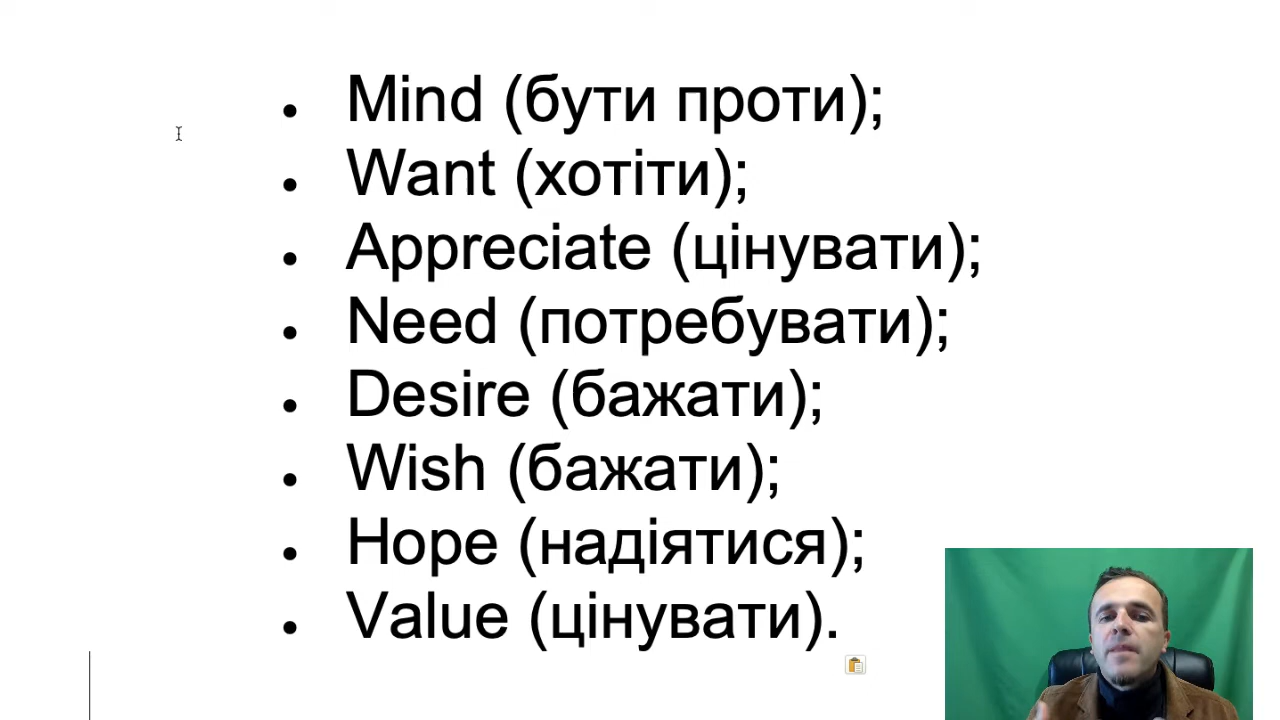 Mind (бути проти);
Want (хотіти);
Appreciate (цінувати);
Need (потребувати);
Desire (бажати);
Wish (бажати);
Hope (надіятися);
Value (цінувати).